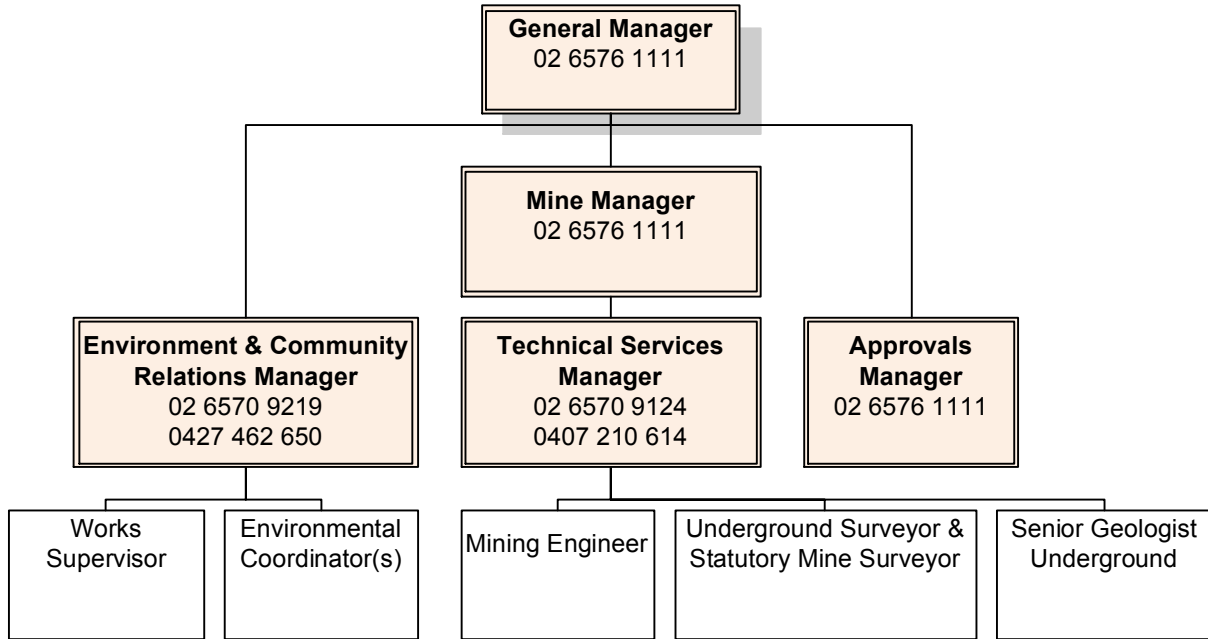 General Manager
02 6576 1111
Mine Manager
02 6576 1111
Environment & Community
Relations Manager
02 6570 9219
0427 462 650
Technical Services
Manager
02 6570 9124
0407 210 614
Approvals
Manager
02 6576 1111
Works
Supervisor
Environmental
Coordinator(s)
Mining Engineer
Underground Surveyor &
Statutory Mine Surveyor
Senior Geologist
Underground